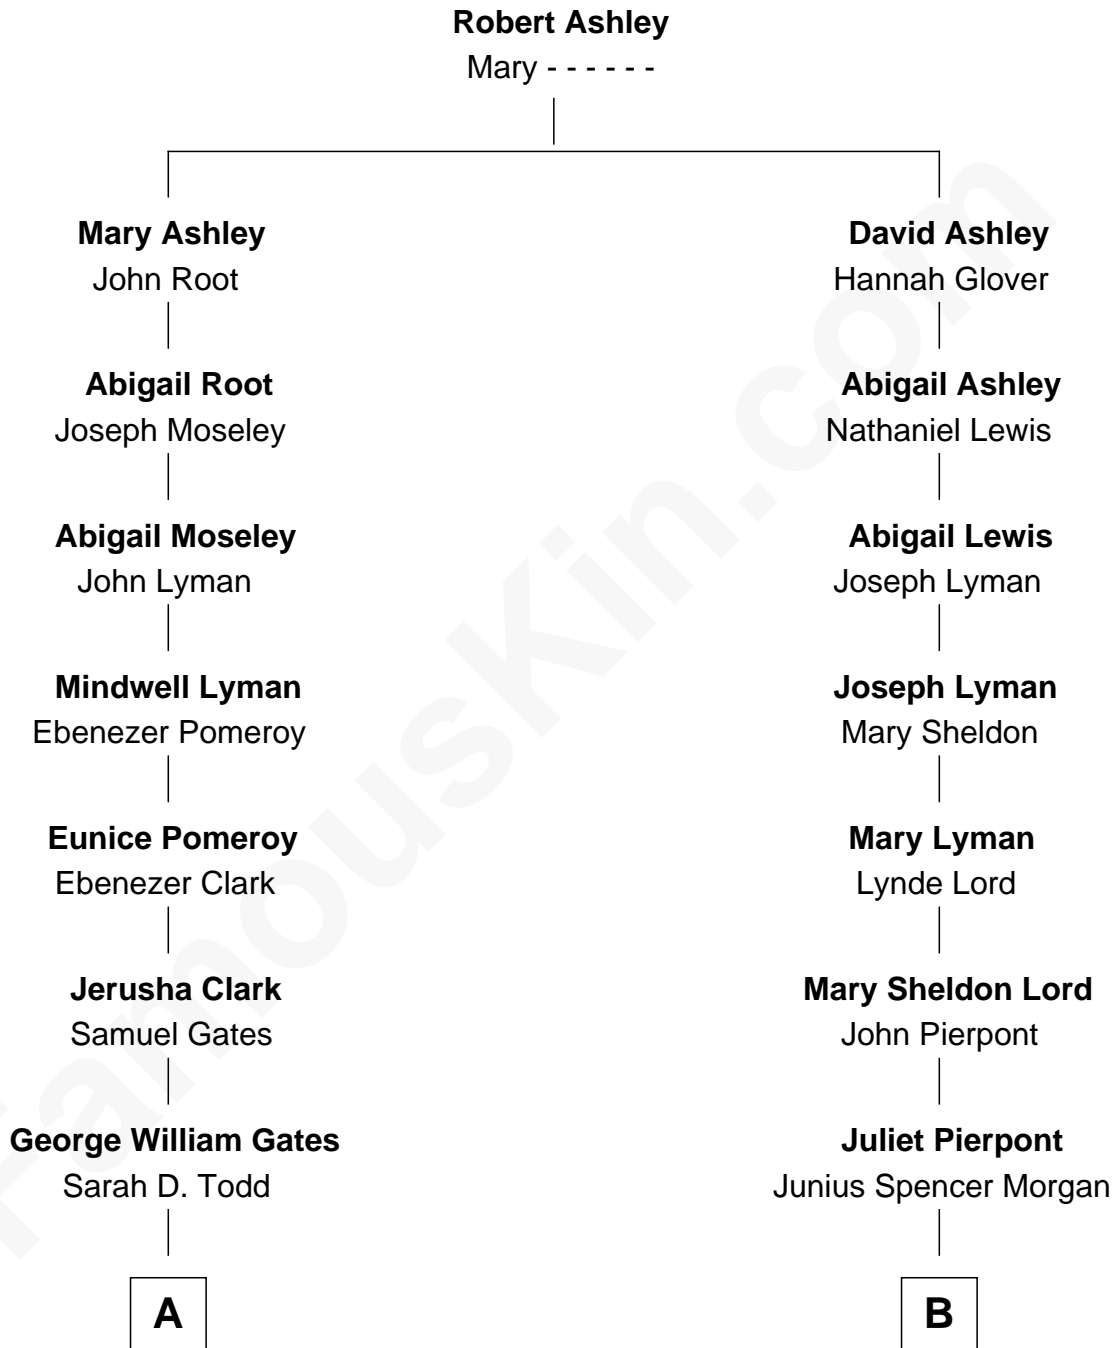 Robert Ashley
Mary - - - - - -
Mary Ashley
John Root
David Ashley
Hannah Glover
Abigail Root
Joseph Moseley
Abigail Ashley
Nathaniel Lewis
Abigail Moseley
John Lyman
Abigail Lewis
Joseph Lyman
Mindwell Lyman
Ebenezer Pomeroy
Joseph Lyman
Mary Sheldon
Eunice Pomeroy
Ebenezer Clark
Mary Lyman
Lynde Lord
Jerusha Clark
Samuel Gates
Mary Sheldon Lord
John Pierpont
George William Gates
Sarah D. Todd
Juliet Pierpont
Junius Spencer Morgan
A
B
FamousKin.com